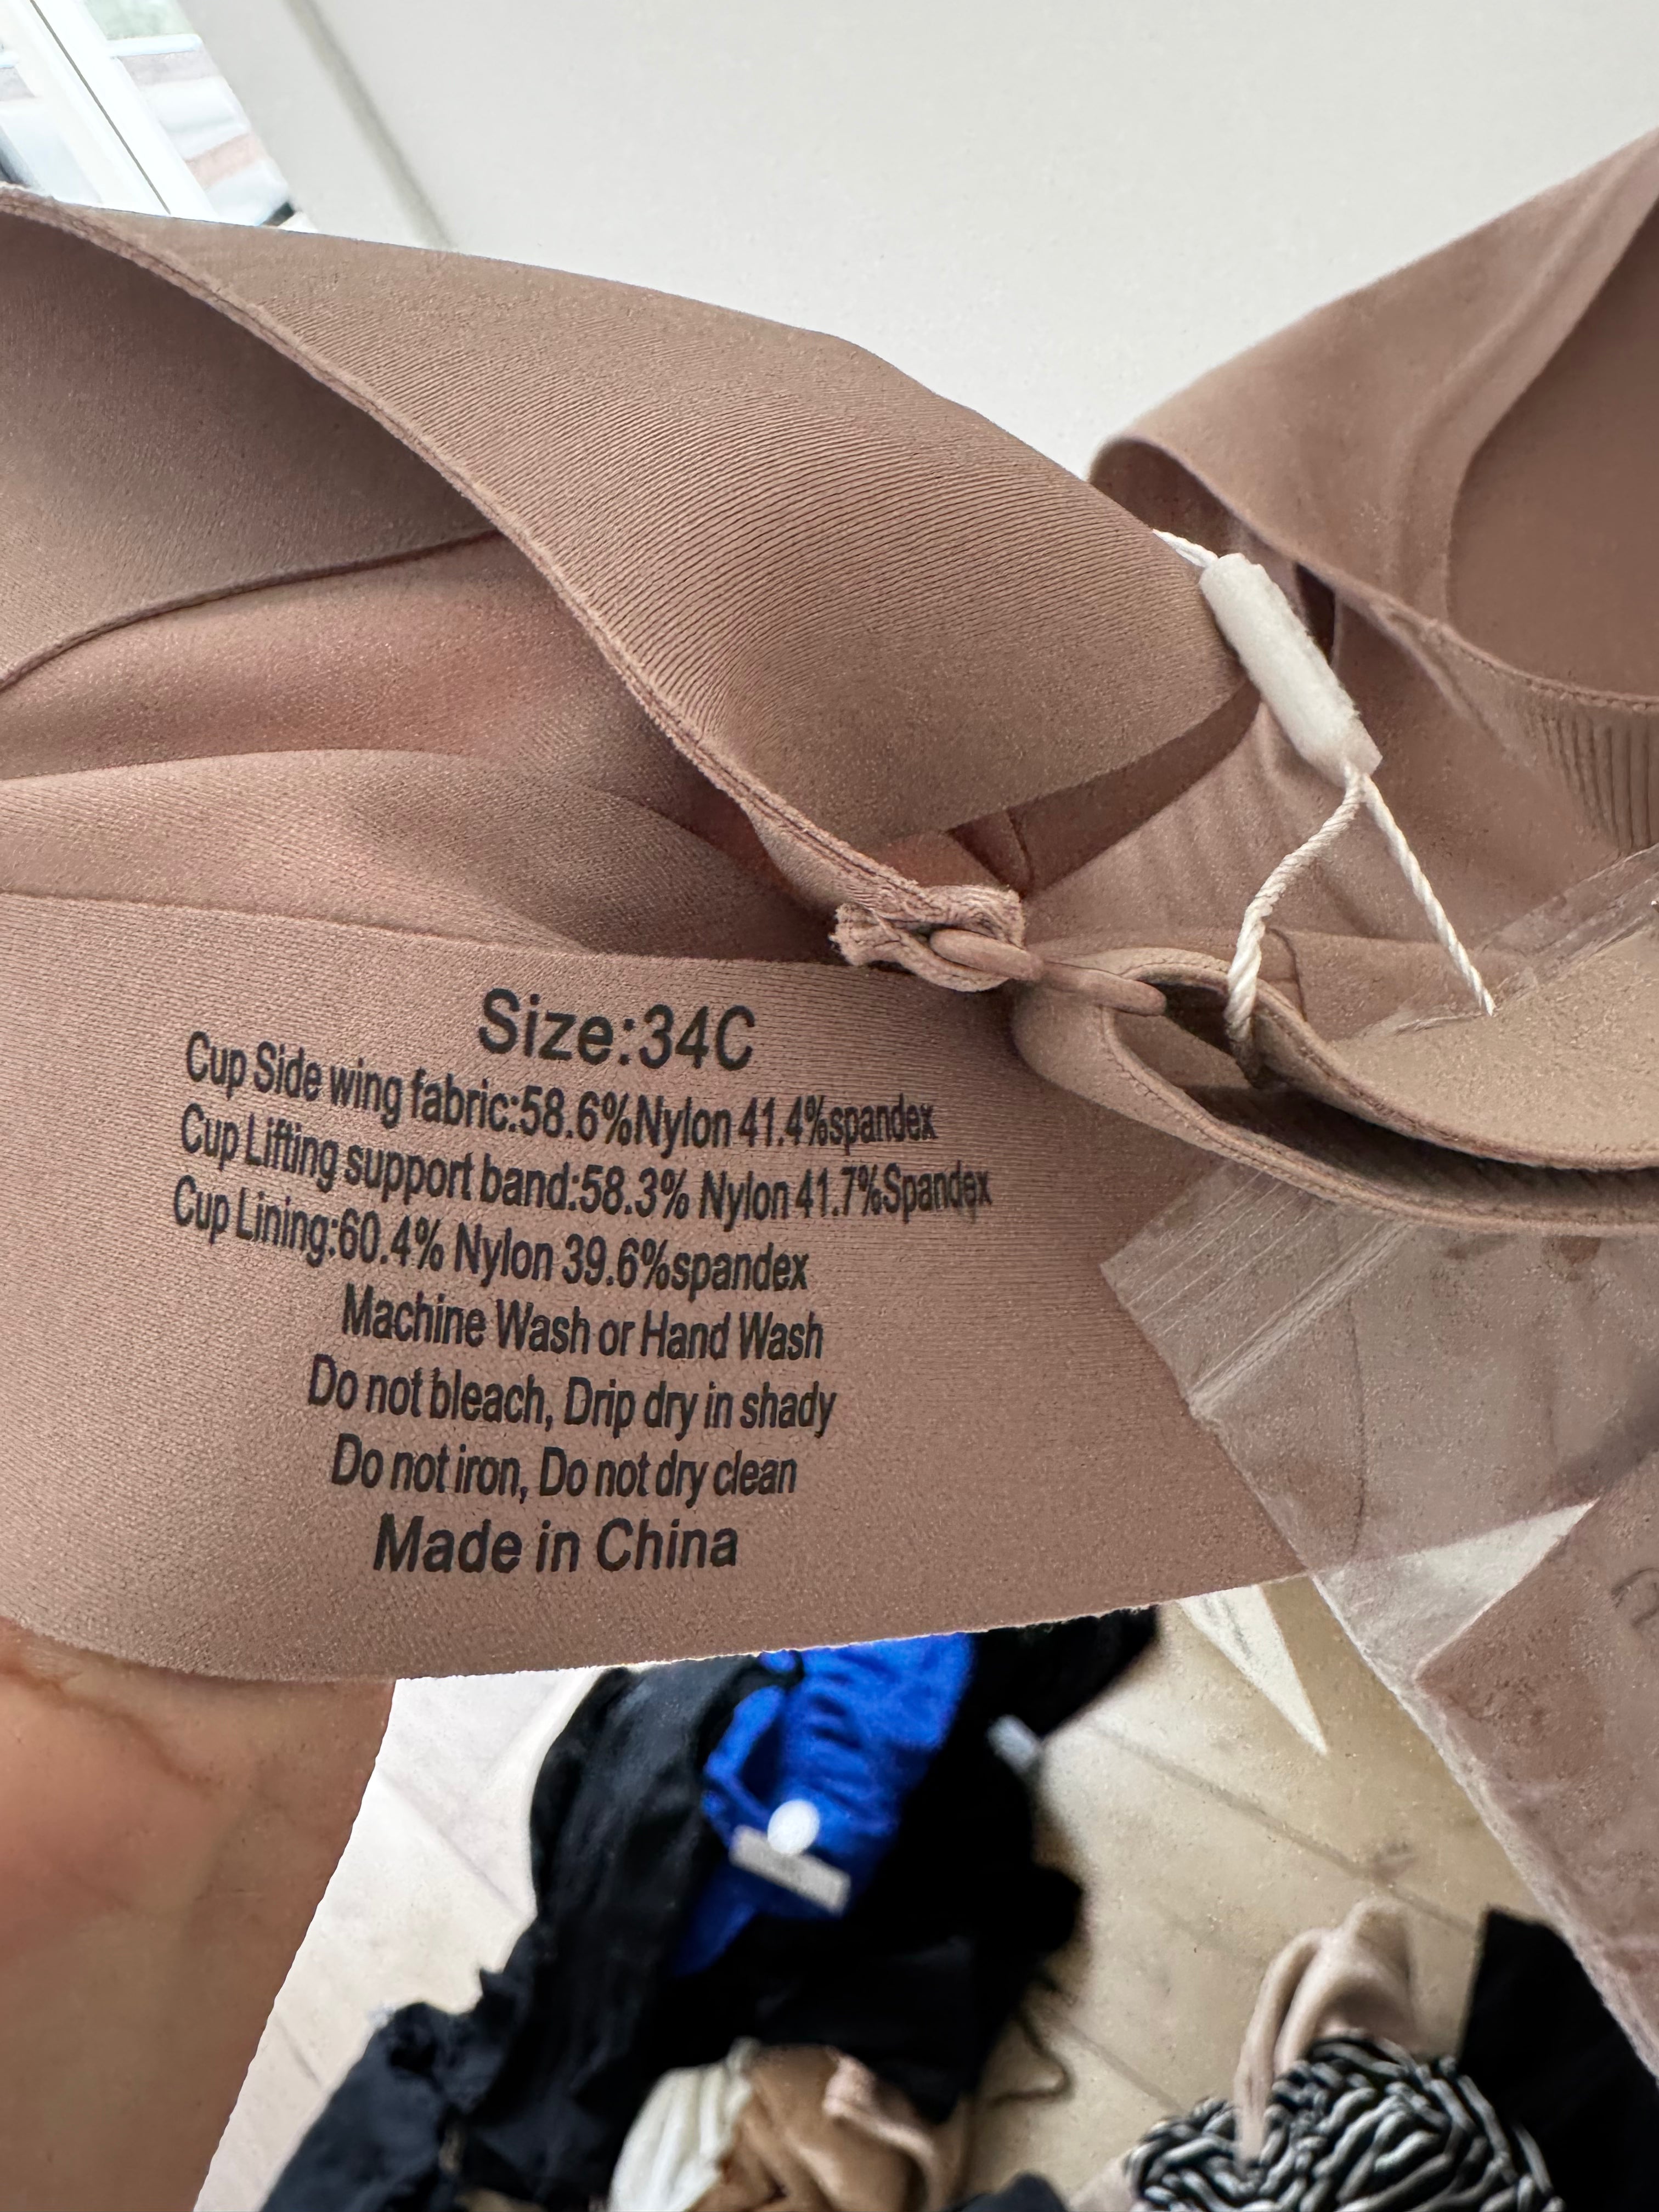 Size:34C
Cup Side wing fabric:58.6%Nylon 41.4%spandex
Cup Lifting support band:58.3% Nylon 41.7%Spandex
Cup Lining:60.4% Nylon 39.6%spandex
Machine Wash or Hand Wash
Do not bleach, Drip dry in shady
Do not iron, Do not dry clean
Made in China